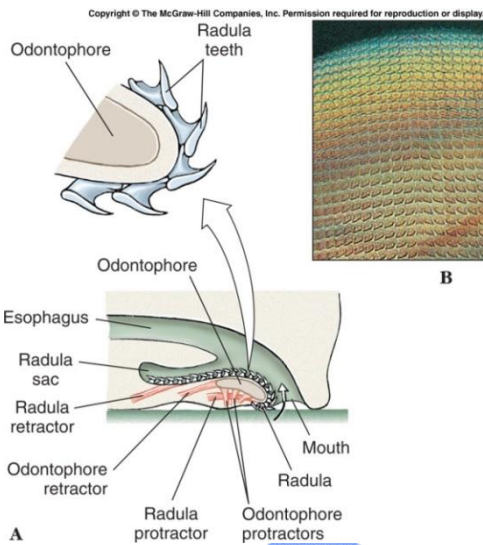 Copyright © The McGraw-Hill Companies, Inc. Permission required for reproduction or display.
Odontophore
Radula
teeth
B
Odontophore
Esophagus
Radula
sac
Radula
retractor
Mouth
Odontophore
retractor
Radula
Radula
protractor
Odontophore
protractors
A